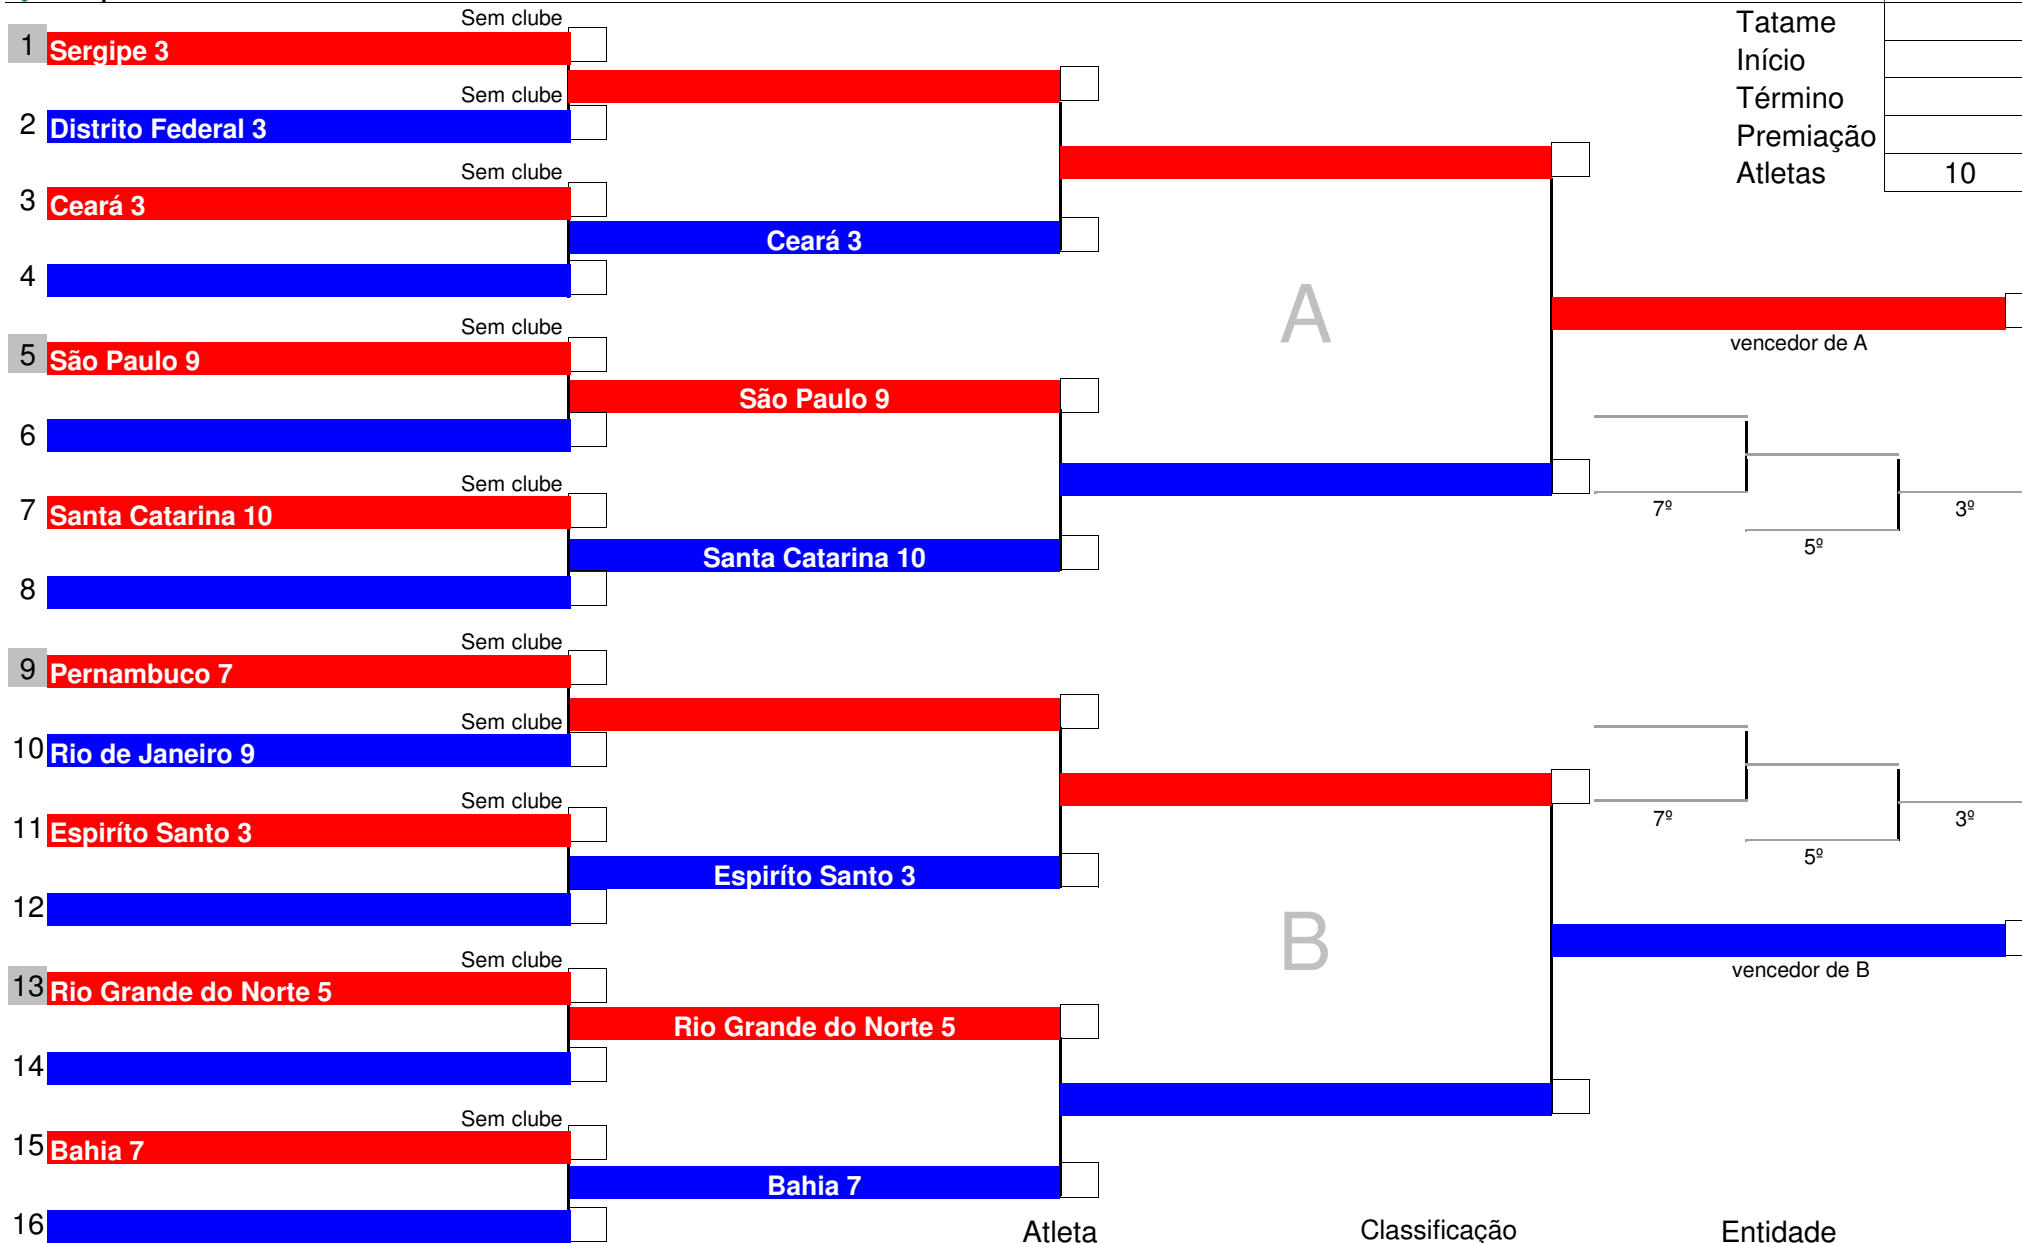 Sem clube
1 Sergipe 3
Sem clube
2 Distrito Federal 3
Sem clube
3 Ceará 3
Ceará 3
4
Sem clube
5 São Paulo 9
São Paulo 9
6
Sem clube
7 Santa Catarina 10
Santa Catarina 10
8
Sem clube
9 Pernambuco 7
Sem clube
10 Rio de Janeiro 9
Sem clube
11 Espiríto Santo 3
Espiríto Santo 3
12
Sem clube
13 Rio Grande do Norte 5
Rio Grande do Norte 5
14
Sem clube
15 Bahia 7
Bahia 7
16
A
B
Tatame
Início
Término
Premiação
Atletas 10
vencedor de A
7º
5º
3º
7º
5º
3º
vencedor de B
Atleta Classificação Entidade